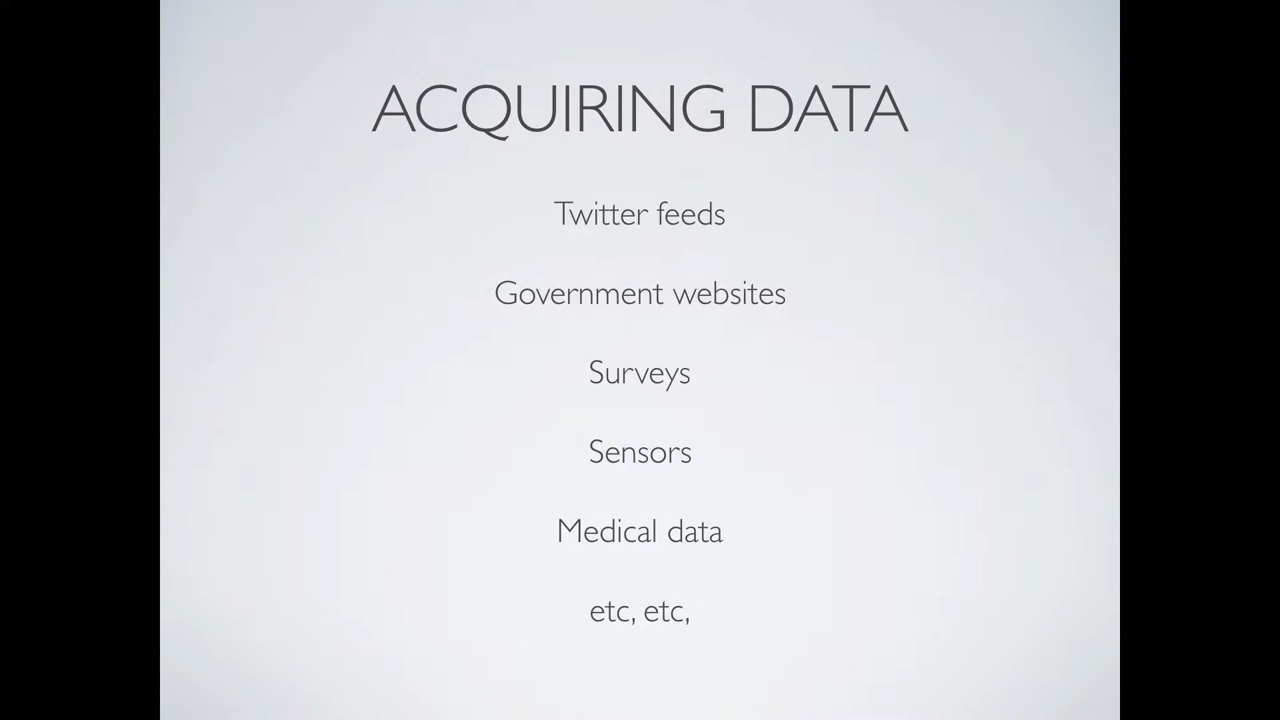 ACQUIRING DATA
Twitter feeds
Government websites
Surveys
Sensors
Medical data
etc, etc,